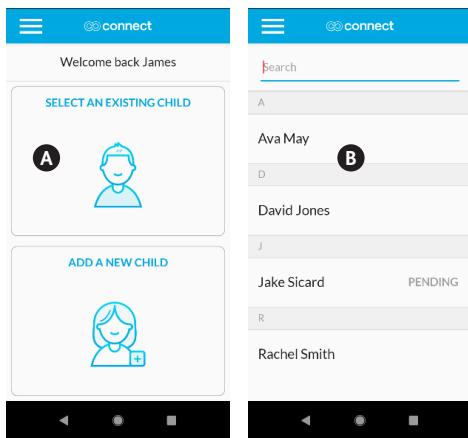 connect
Welcome back James
SELECT AN EXISTING CHILD
A
ADD A NEW CHILD
connect
Search
A
Ava May
B
D
David Jones
J
Jake Sicard PENDING
R
Rachel Smith